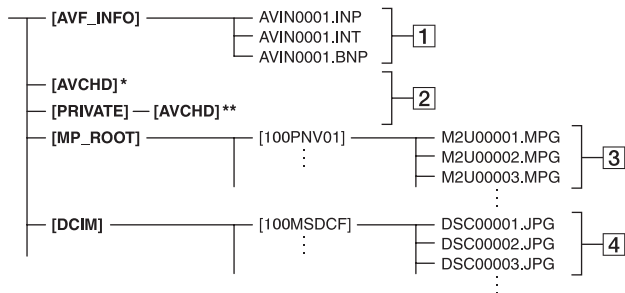 [AVF_INFO] AVIN0001.INP
AVIN0001.INT
AVIN0001.BNP
1
[AVCHD]*
2
[PRIVATE] [AVCHD]**
[MP_ROOT] [100PNV01] M2U00001.MPG
M2U00002.MPG
3
M2U00003.MPG
[DCIM] [100MSDCF] DSC00001.JPG
DSC00002.JPG
4
DSC00003.JPG